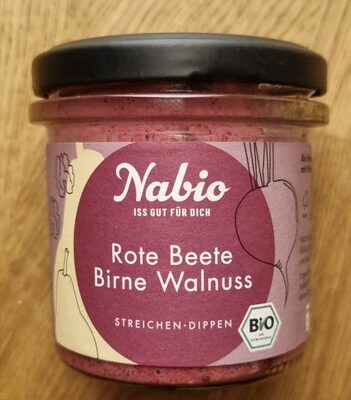 Nabio
ISS GUT FÜR DICH
Rote Beete
Birne Walnuss
STREICHEN·DIPPEN
BiO